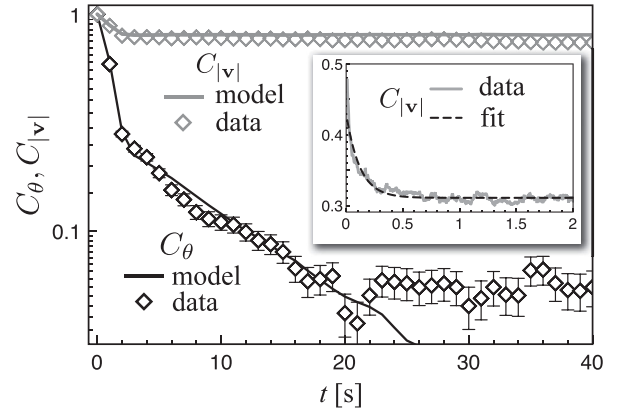 1
0.1
C_θ, C_|v|
C_|v|
model
data
C_θ
model
data
0.5
0.4
0.3
C_|v|
data
fit
0
0.5
1
1.5
2
0
10
20
30
40
t [s]